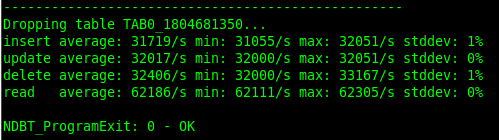 --------------------------------------------------
Dropping table TAB0_1804681350...
insert average: 31719/s min: 31055/s max: 32051/s stddev: 1%
update average: 32017/s min: 32000/s max: 32051/s stddev: 0%
delete average: 32406/s min: 32000/s max: 33167/s stddev: 1%
read   average: 62186/s min: 62111/s max: 62305/s stddev: 0%

NDBT_ProgramExit: 0 - OK